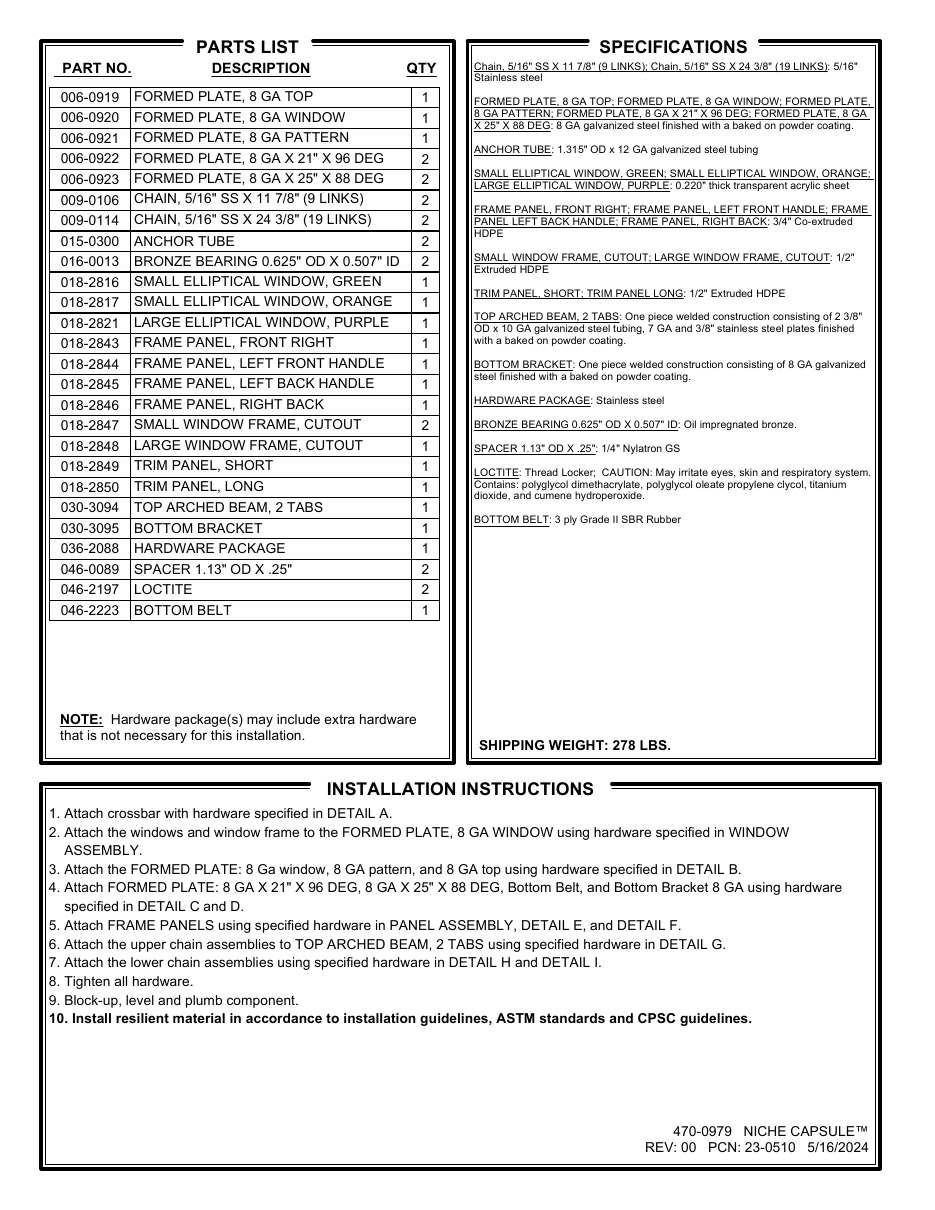 PARTS LIST
PART NO. DESCRIPTION QTY
006-0919 FORMED PLATE, 8 GA TOP 1
006-0920 FORMED PLATE, 8 GA WINDOW 1
006-0921 FORMED PLATE, 8 GA PATTERN 1
006-0922 FORMED PLATE, 8 GA X 21" X 96 DEG 2
006-0923 FORMED PLATE, 8 GA X 25" X 88 DEG 2
009-0106 CHAIN, 5/16" SS X 11 7/8" (9 LINKS) 2
009-0114 CHAIN, 5/16" SS X 24 3/8" (19 LINKS) 2
015-0300 ANCHOR TUBE 2
016-0013 BRONZE BEARING 0.625" OD X 0.507" ID 2
018-2816 SMALL ELLIPTICAL WINDOW, GREEN 1
018-2817 SMALL ELLIPTICAL WINDOW, ORANGE 1
018-2821 LARGE ELLIPTICAL WINDOW, PURPLE 1
018-2843 FRAME PANEL, FRONT RIGHT 1
018-2844 FRAME PANEL, LEFT FRONT HANDLE 1
018-2845 FRAME PANEL, LEFT BACK HANDLE 1
018-2846 FRAME PANEL, RIGHT BACK 1
018-2847 SMALL WINDOW FRAME, CUTOUT 2
018-2848 LARGE WINDOW FRAME, CUTOUT 1
018-2849 TRIM PANEL, SHORT 1
018-2850 TRIM PANEL, LONG 1
030-3094 TOP ARCHED BEAM, 2 TABS 1
030-3095 BOTTOM BRACKET 1
036-2088 HARDWARE PACKAGE 1
046-0089 SPACER 1.13" OD X .25" 2
046-2197 LOCTITE 2
046-2223 BOTTOM BELT 1
NOTE: Hardware package(s) may include extra hardware
that is not necessary for this installation.
SPECIFICATIONS
Chain, 5/16" SS X 11 7/8" (9 LINKS); Chain, 5/16" SS X 24 3/8" (19 LINKS): 5/16"
Stainless steel
FORMED PLATE, 8 GA TOP; FORMED PLATE, 8 GA WINDOW; FORMED PLATE,
8 GA PATTERN; FORMED PLATE, 8 GA X 21" X 96 DEG; FORMED PLATE, 8 GA
X 25" X 88 DEG: 8 GA galvanized steel finished with a baked on powder coating.
ANCHOR TUBE: 1.315" OD x 12 GA galvanized steel tubing
SMALL ELLIPTICAL WINDOW, GREEN; SMALL ELLIPTICAL WINDOW, ORANGE;
LARGE ELLIPTICAL WINDOW, PURPLE: 0.220" thick transparent acrylic sheet
FRAME PANEL, FRONT RIGHT; FRAME PANEL, LEFT FRONT HANDLE; FRAME
PANEL LEFT BACK HANDLE; FRAME PANEL, RIGHT BACK: 3/4" Co-extruded
HDPE
SMALL WINDOW FRAME, CUTOUT; LARGE WINDOW FRAME, CUTOUT: 1/2"
Extruded HDPE
TRIM PANEL, SHORT; TRIM PANEL LONG: 1/2" Extruded HDPE
TOP ARCHED BEAM, 2 TABS: One piece welded construction consisting of 2 3/8"
OD x 10 GA galvanized steel tubing, 7 GA and 3/8" stainless steel plates finished
with a baked on powder coating.
BOTTOM BRACKET: One piece welded construction consisting of 8 GA galvanized
steel finished with a baked on powder coating.
HARDWARE PACKAGE: Stainless steel
BRONZE BEARING 0.625" OD X 0.507" ID: Oil impregnated bronze.
SPACER 1.13" OD X .25": 1/4" Nylatron GS
LOCTITE: Thread Locker; CAUTION: May irritate eyes, skin and respiratory system.
Contains: polyglycol dimethacrylate, polyglycol oleate propylene clycol, titanium
dioxide, and cumene hydroperoxide.
BOTTOM BELT: 3 ply Grade II SBR Rubber
SHIPPING WEIGHT: 278 LBS.
INSTALLATION INSTRUCTIONS
1. Attach crossbar with hardware specified in DETAIL A.
2. Attach the windows and window frame to the FORMED PLATE, 8 GA WINDOW using hardware specified in WINDOW
ASSEMBLY.
3. Attach the FORMED PLATE: 8 Ga window, 8 GA pattern, and 8 GA top using hardware specified in DETAIL B.
4. Attach FORMED PLATE: 8 GA X 21" X 96 DEG, 8 GA X 25" X 88 DEG, Bottom Belt, and Bottom Bracket 8 GA using hardware
specified in DETAIL C and D.
5. Attach FRAME PANELS using specified hardware in PANEL ASSEMBLY, DETAIL E, and DETAIL F.
6. Attach the upper chain assemblies to TOP ARCHED BEAM, 2 TABS using specified hardware in DETAIL G.
7. Attach the lower chain assemblies using specified hardware in DETAIL H and DETAIL I.
8. Tighten all hardware.
9. Block-up, level and plumb component.
10. Install resilient material in accordance to installation guidelines, ASTM standards and CPSC guidelines.
470-0979 NICHE CAPSULE™
REV: 00 PCN: 23-0510 5/16/2024